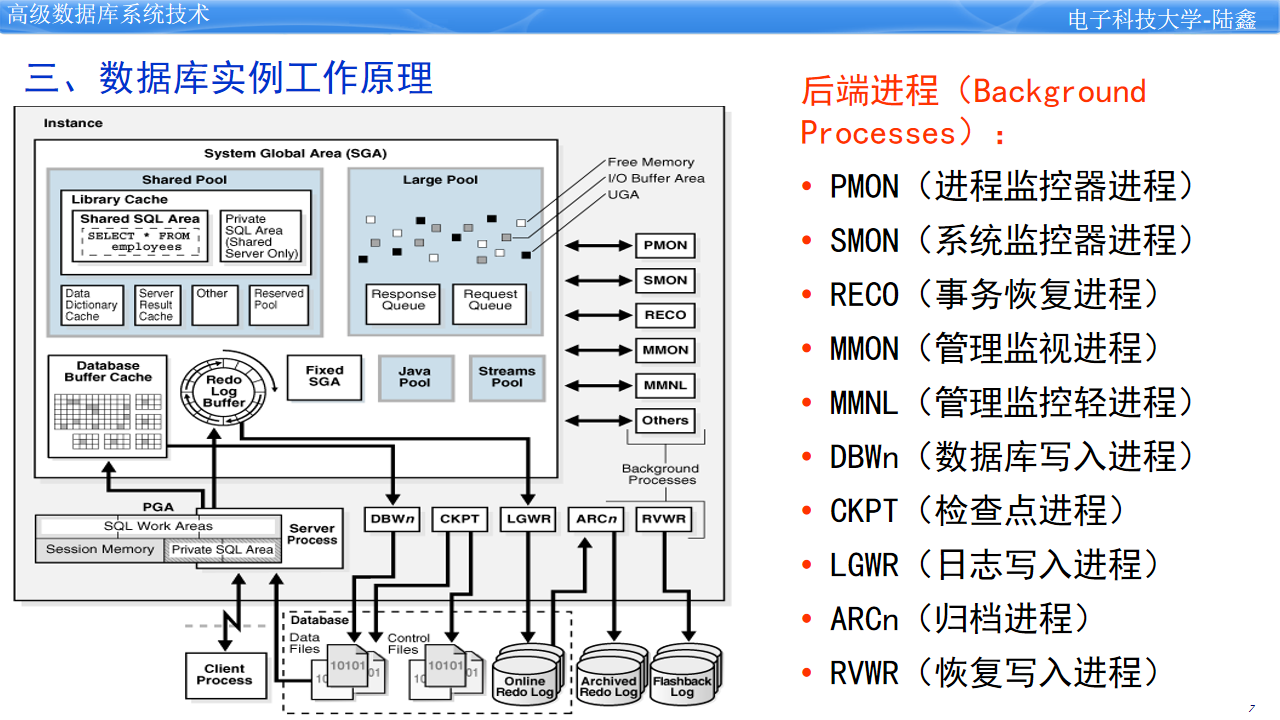 高级数据库系统技术
电子科技大学-陆鑫
三、数据库实例工作原理
Instance
System Global Area (SGA)
Shared Pool
Library Cache
Shared SQL Area
SELECT * FROM
employees
Private
SQL Area
(Shared
Server Only)
Data
Dictionary
Cache
Server
Result
Cache
Other
Reserved
Pool
Large Pool
Response
Queue
Request
Queue
Free Memory
I/O Buffer Area
UGA
Database
Buffer Cache
Redo
Log
Buffer
Fixed
SGA
Java
Pool
Streams
Pool
PMON
SMON
RECO
MMON
MMNL
Others
Background
Processes
PGA
SQL Work Areas
Session Memory
Private SQL Area
Server
Process
DBWn
CKPT
LGWR
ARCn
RVWR
Client
Process
Database
Data
Files
10101
01
10
Control
Files
10101
01
10
Online
Redo Log
Archived
Redo Log
Flashback
Log
后端进程（Background
Processes）：
• PMON（进程监控器进程）
• SMON（系统监控器进程）
• RECO（事务恢复进程）
• MMON（管理监视进程）
• MMNL（管理监控轻进程）
• DBWn（数据库写入进程）
• CKPT（检查点进程）
• LGWR（日志写入进程）
• ARCn（归档进程）
• RVWR（恢复写入进程）
7